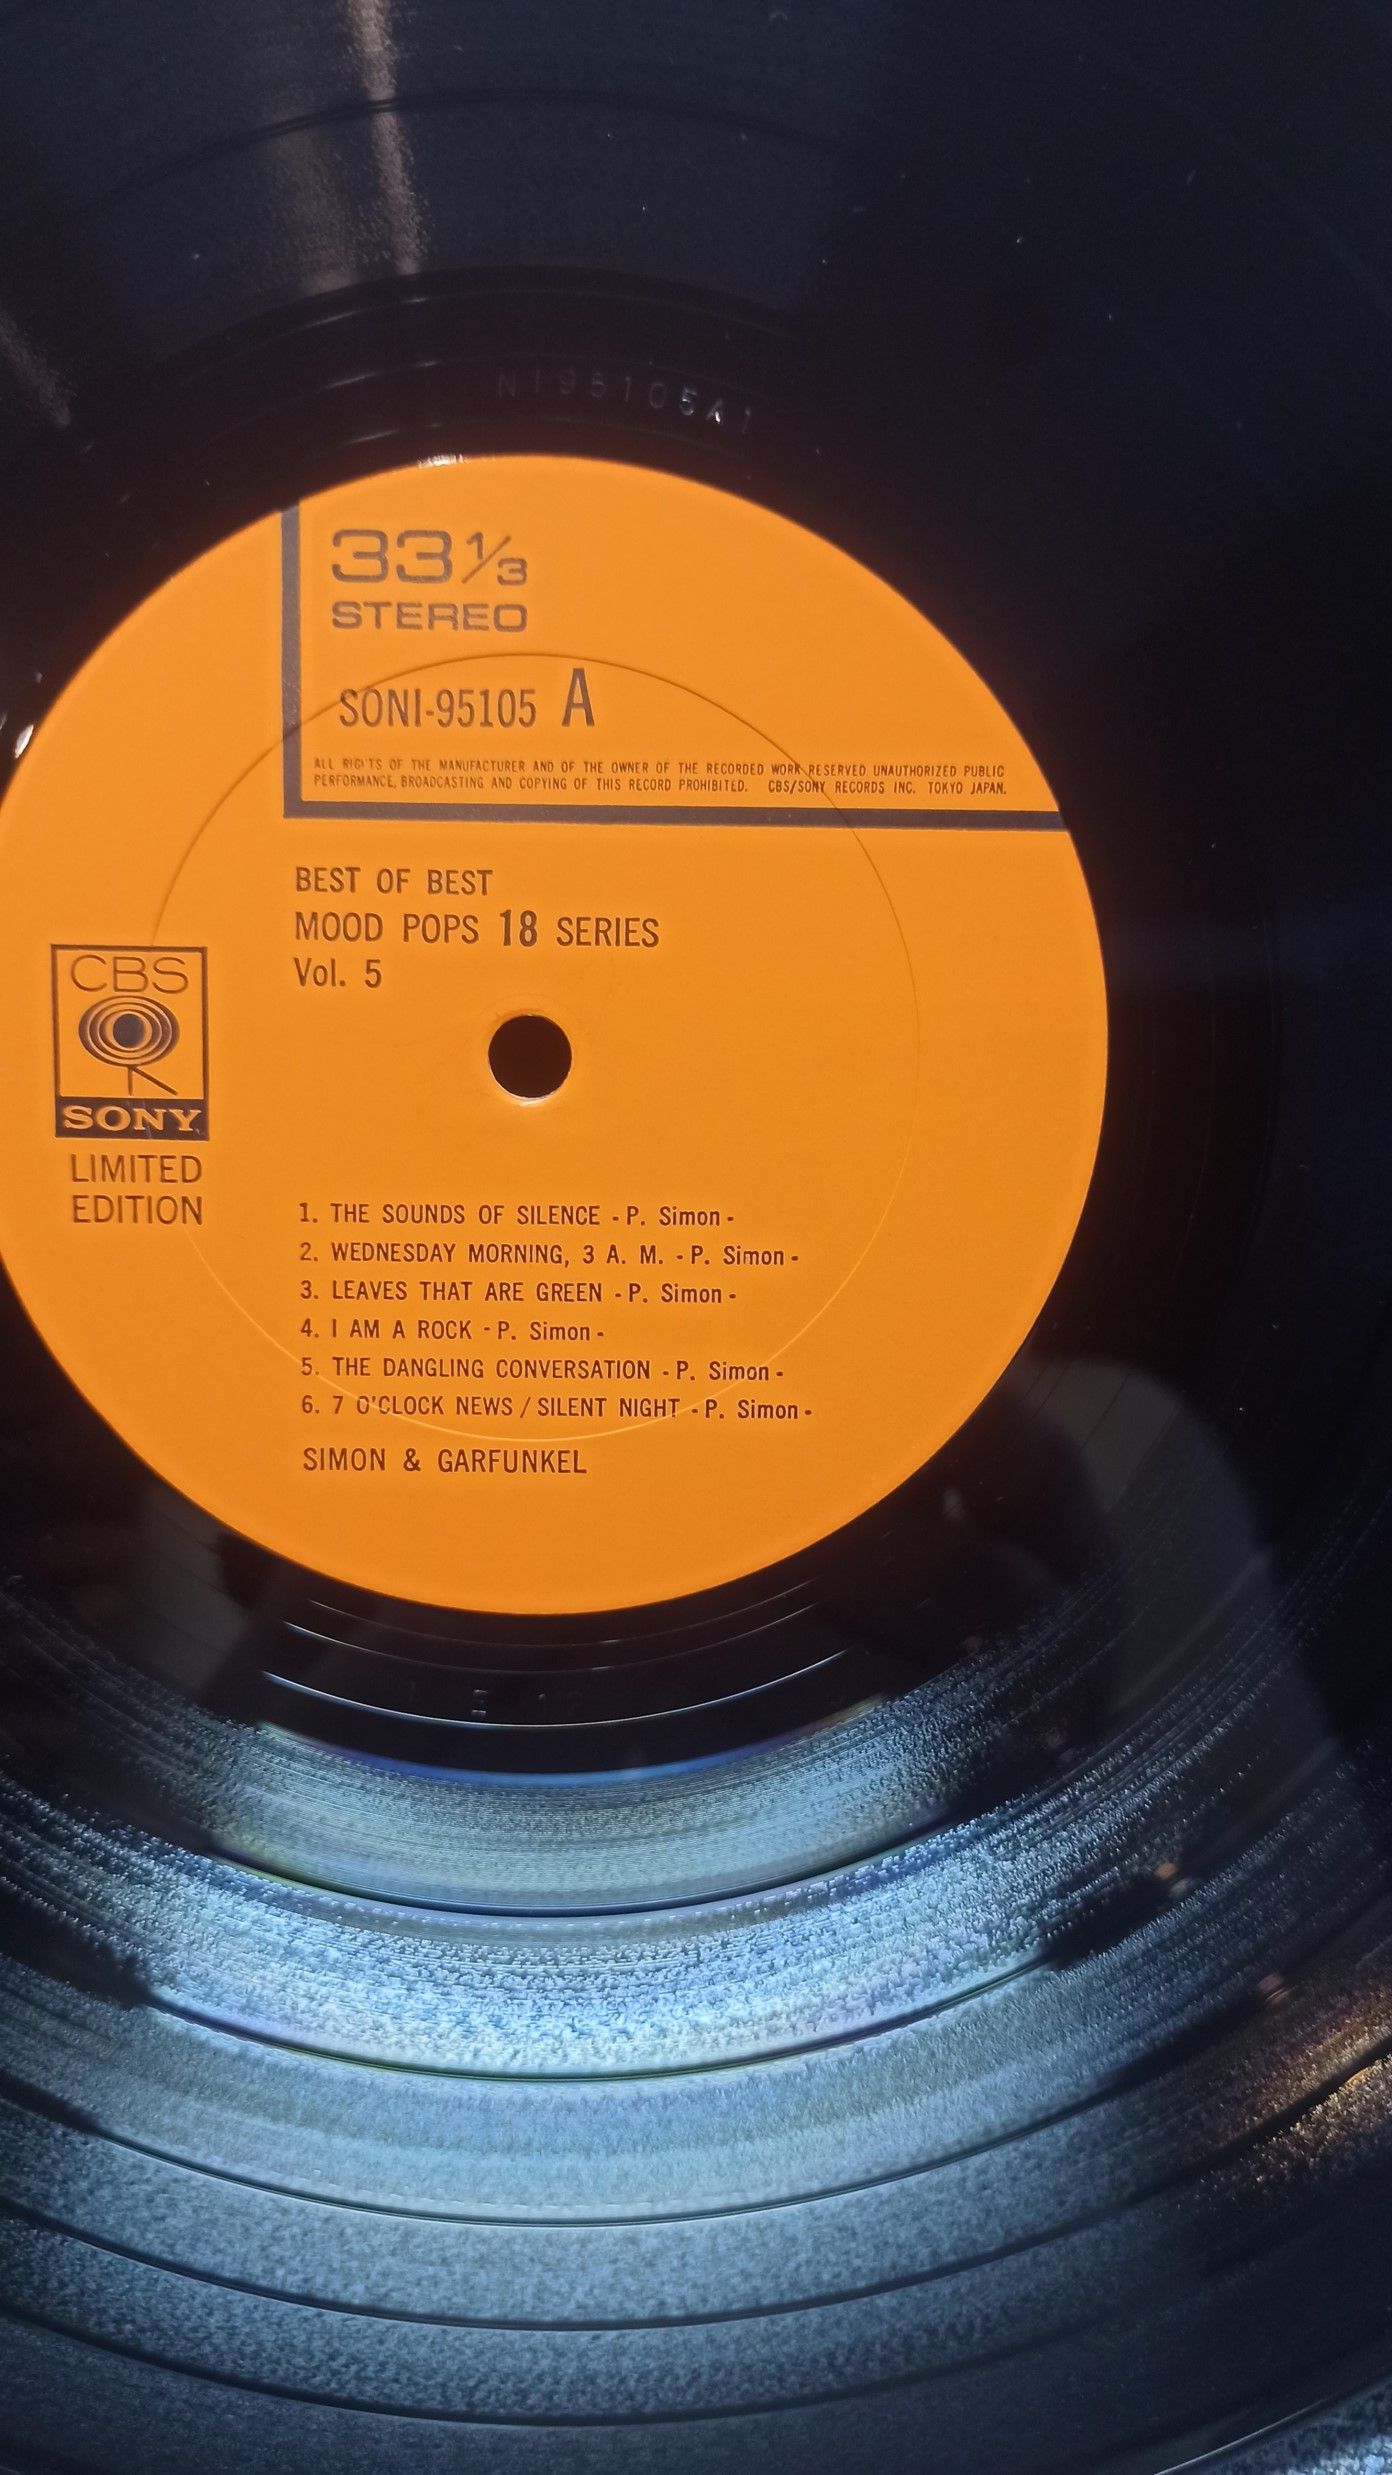 NI95105A1
33 1/3
STEREO
SONI-95105 A
ALL RIGHTS OF THE MANUFACTURER AND OF THE OWNER OF THE RECORDED WORK RESERVED. UNAUTHORIZED PUBLIC
PERFORMANCE, BROADCASTING AND COPYING OF THIS RECORD PROHIBITED. CBS/SONY RECORDS INC. TOKYO JAPAN.
BEST OF BEST
MOOD POPS 18 SERIES
Vol. 5
CBS
SONY
LIMITED
EDITION
1. THE SOUNDS OF SILENCE - P. Simon -
2. WEDNESDAY MORNING, 3 A. M. - P. Simon -
3. LEAVES THAT ARE GREEN - P. Simon -
4. I AM A ROCK - P. Simon -
5. THE DANGLING CONVERSATION - P. Simon -
6. 7 O'CLOCK NEWS / SILENT NIGHT - P. Simon -
SIMON & GARFUNKEL